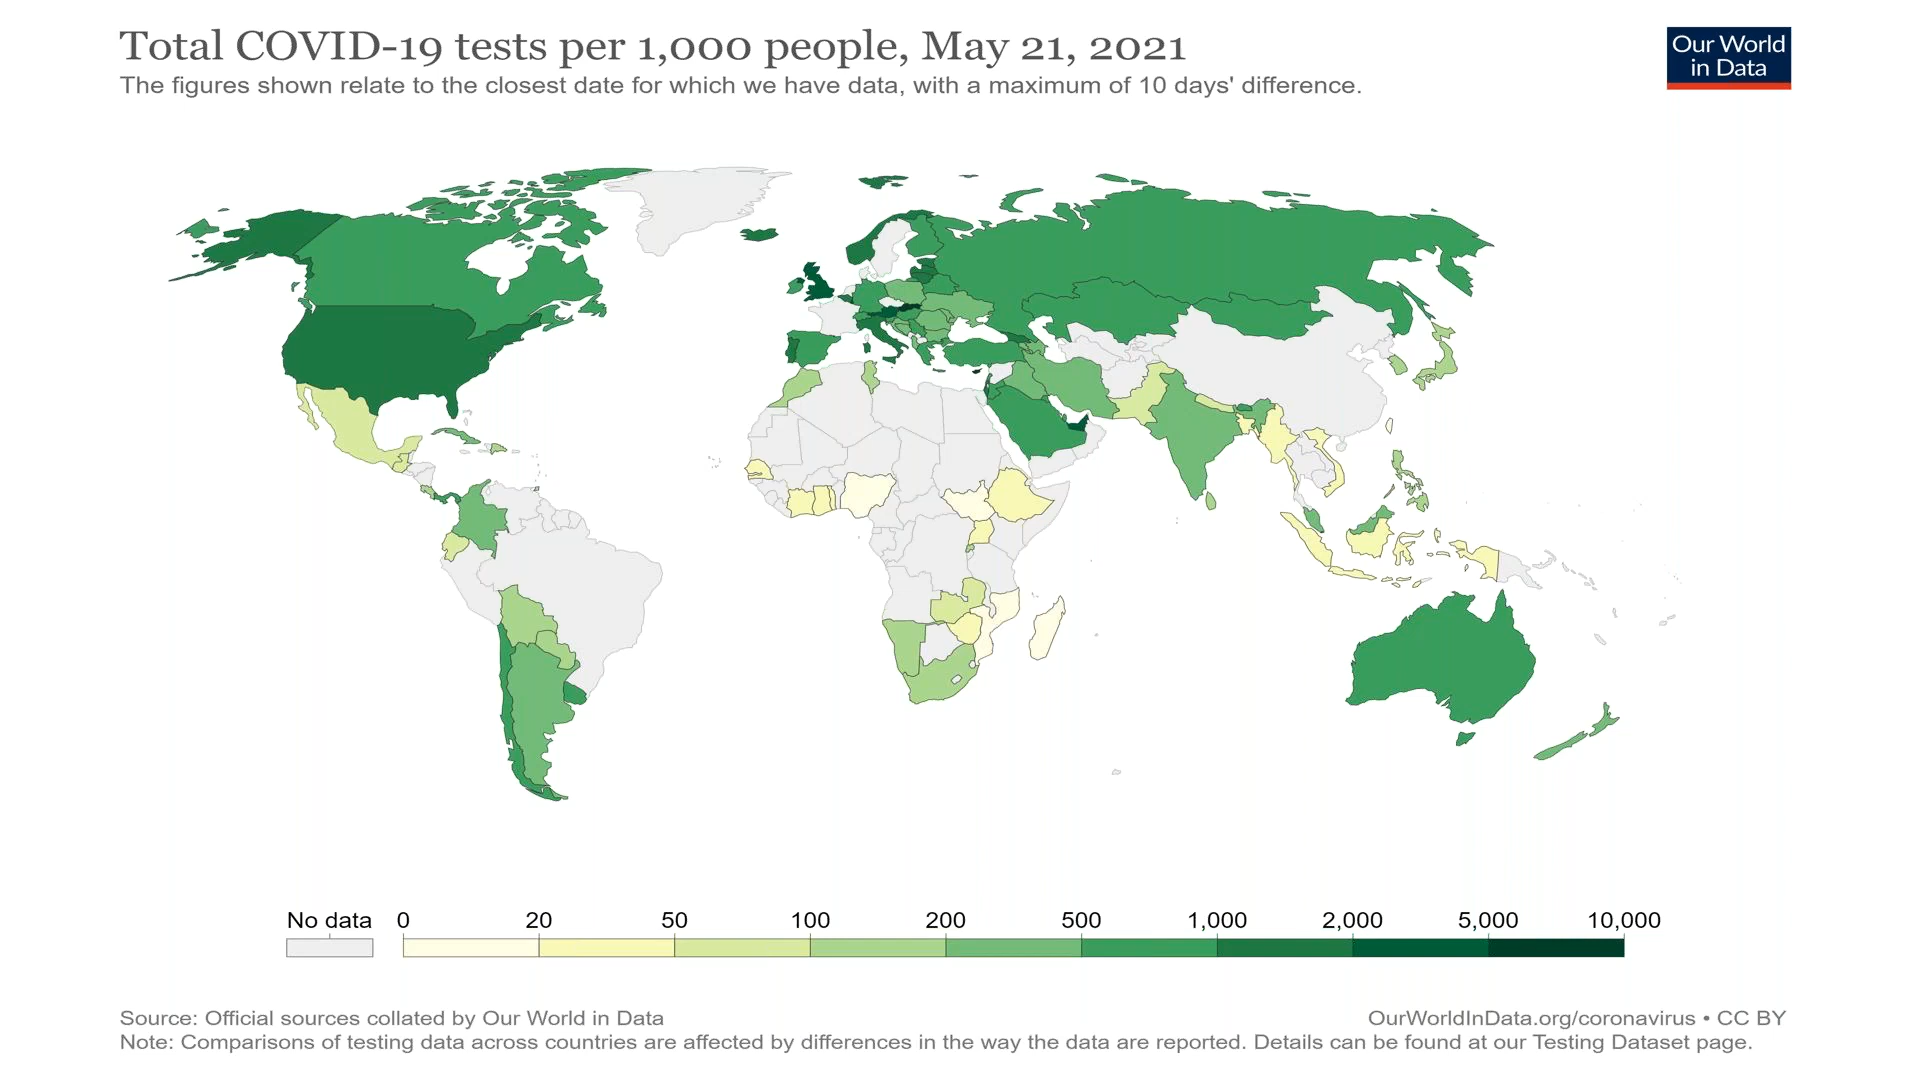 Total COVID-19 tests per 1,000 people, May 21, 2021
The figures shown relate to the closest date for which we have data, with a maximum of 10 days' difference.
Our World
in Data
No data 0 20 50 100 200 500 1,000 2,000 5,000 10,000
Source: Official sources collated by Our World in Data
OurWorldInData.org/coronavirus • CC BY
Note: Comparisons of testing data across countries are affected by differences in the way the data are reported. Details can be found at our Testing Dataset page.